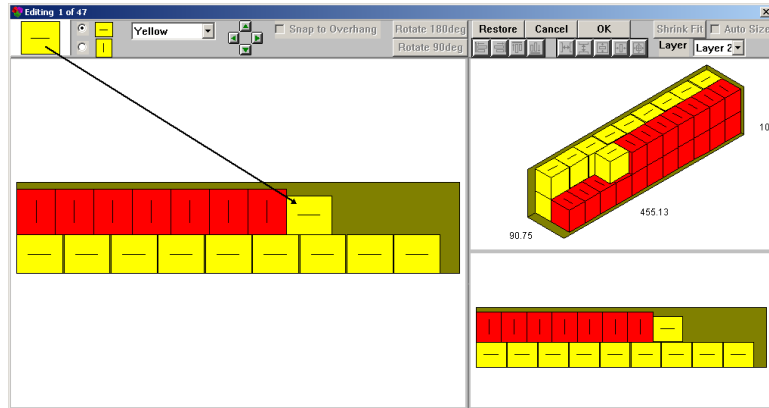 Editing 1 of 47
Yellow
Snap to Overhang
Rotate 180deg
Rotate 90deg
Restore Cancel OK
Shrink Fit Auto Size
Layer Layer 2
10
455.13
90.75